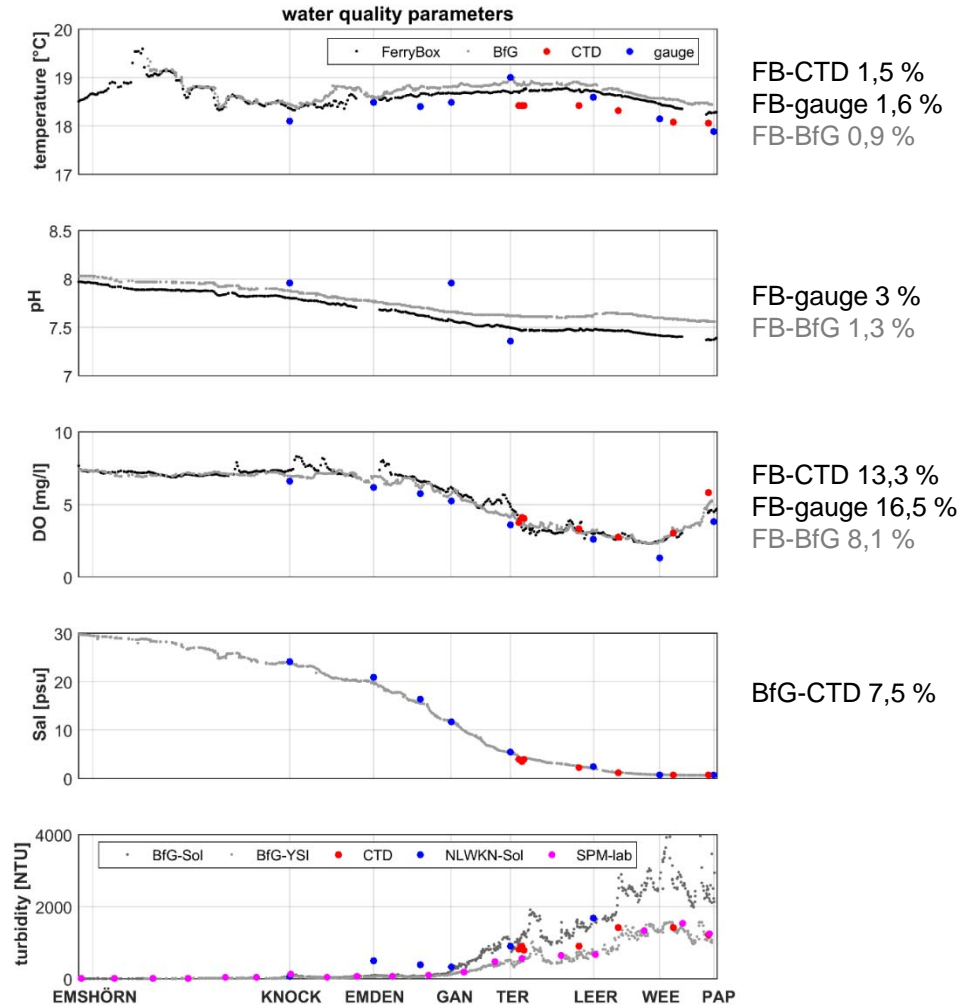 water quality parameters
temperature [°C]
20
19
18
17
FerryBox BfG CTD gauge
FB-CTD 1,5 %
FB-gauge 1,6 %
FB-BfG 0,9 %
pH
8.5
8
7.5
7
FB-gauge 3 %
FB-BfG 1,3 %
DO [mg/l]
10
5
0
FB-CTD 13,3 %
FB-gauge 16,5 %
FB-BfG 8,1 %
Sal [psu]
30
20
10
0
BfG-CTD 7,5 %
turbidity [NTU]
4000
2000
0
BfG-Sol BfG-YSI CTD NLWKN-Sol SPM-lab
EMSHÖRN KNOCK EMDEN GAN TER LEER WEE PAP